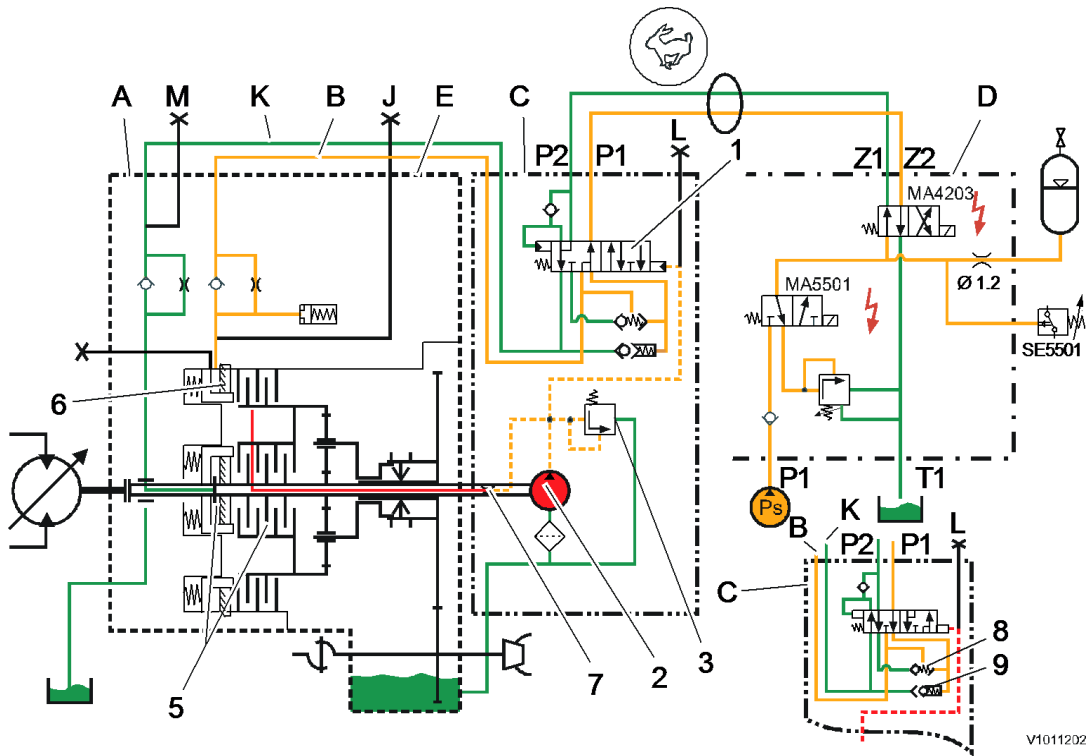 A M K B J E C D
L
P2 P1
1
Z1 Z2
MA4203
MA5501
Ø 1.2
SE5501
6
P1
T1
Ps
B K
P2 P1 L
C
8
9
5
7 2 3
V1011202